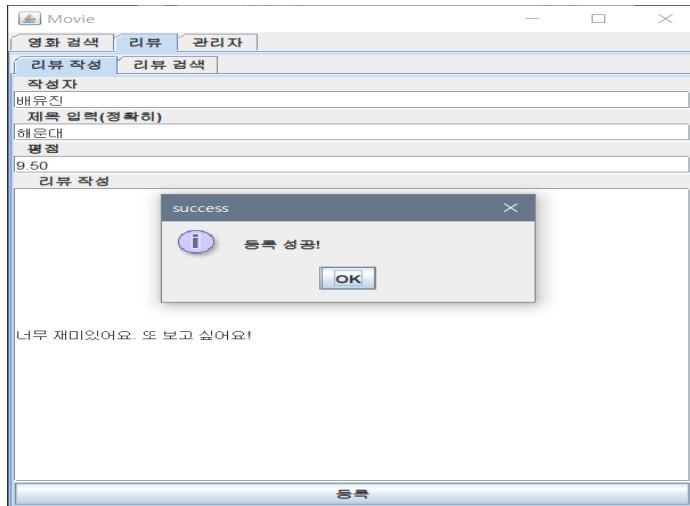 Movie
영화 검색 리뷰 관리자
리뷰 작성 리뷰 검색
작성자
배유진
제목 입력(정확히)
해운대
평점
9.50
리뷰 작성
success
등록 성공!
OK
너무 재미있어요. 또 보고 싶어요!
등록